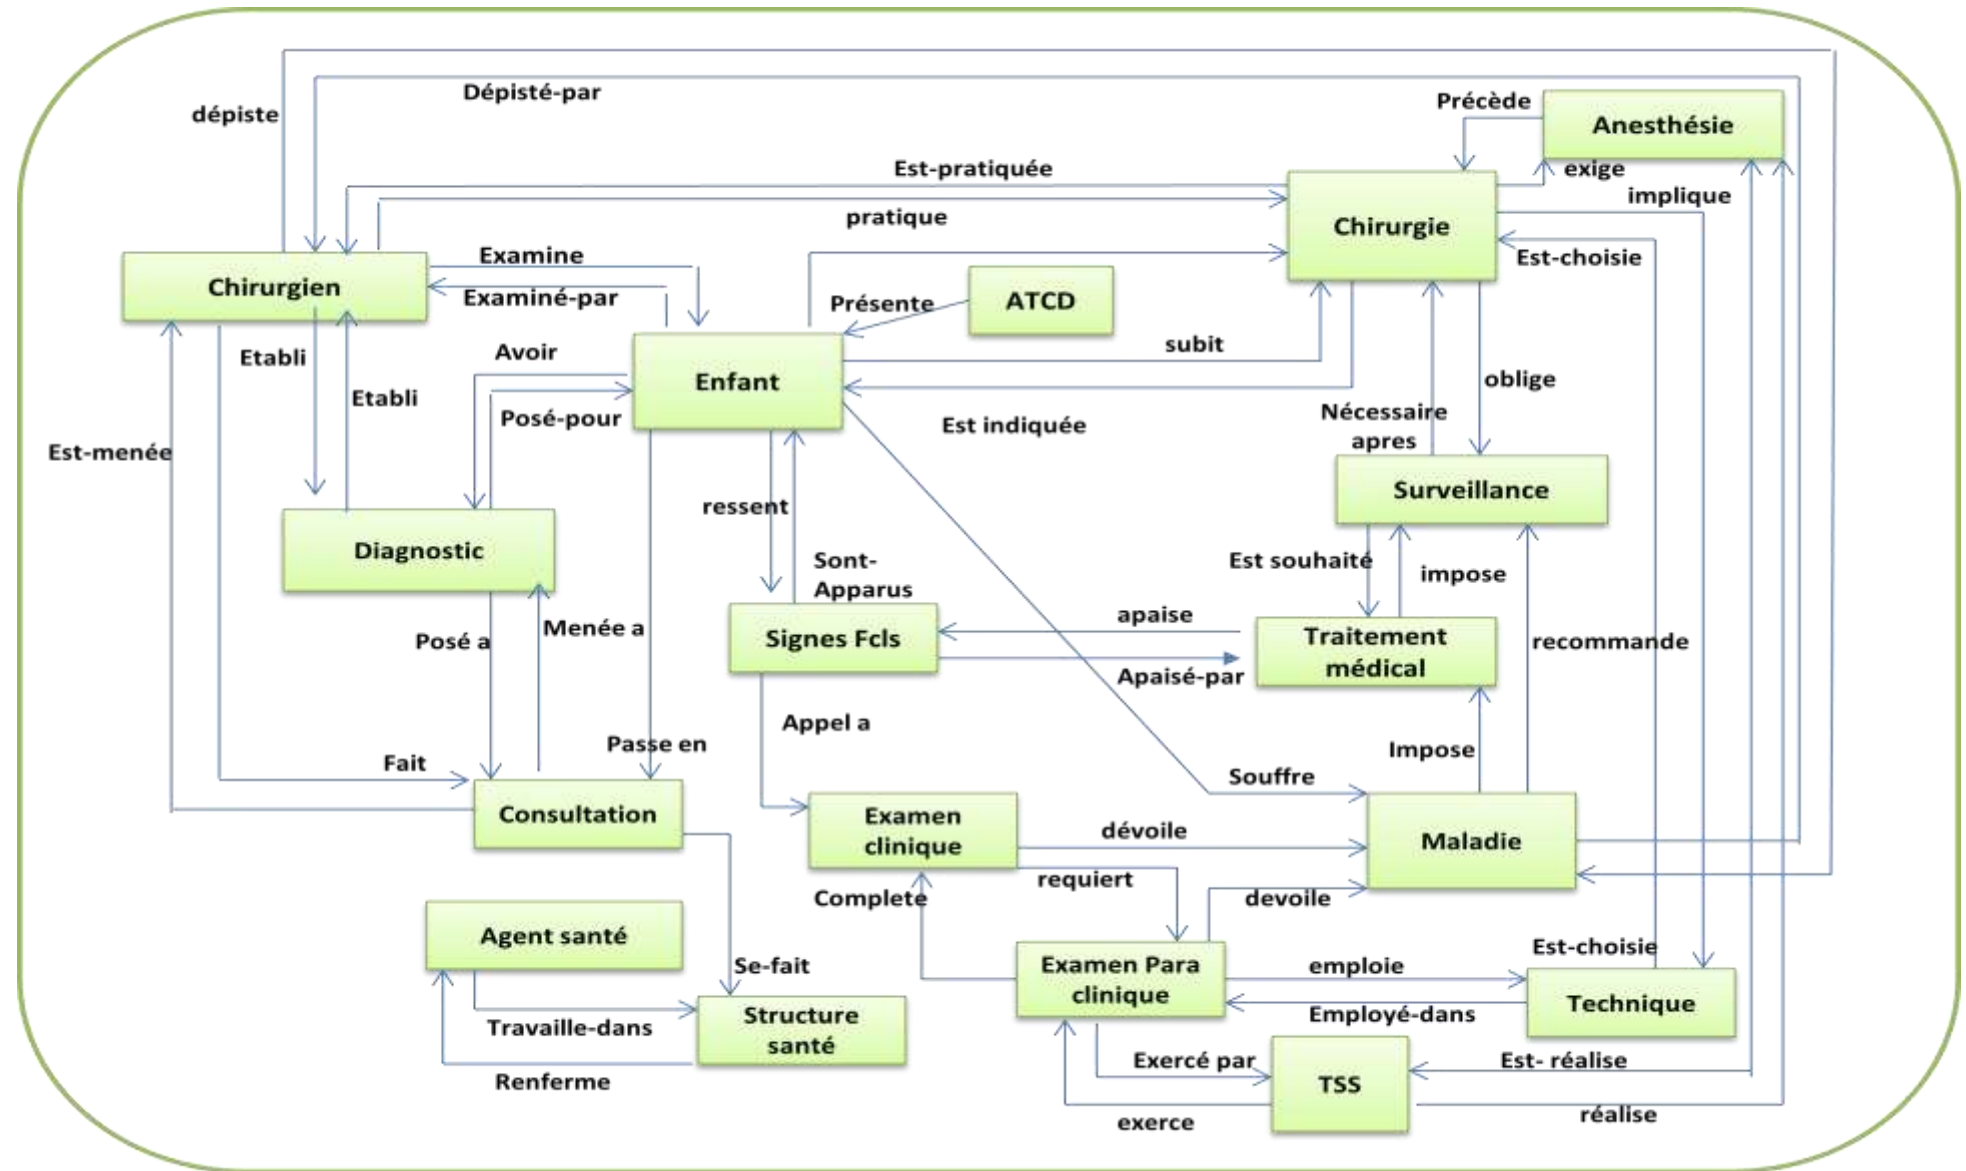 Dépisté-par
dépiste
Précède
Anesthésie
Est-pratiquée
exige
implique
pratique
Chirurgie
Examine
Est-choisie
Chirurgien
Examiné-par
Présente
ATCD
Etabli
Avoir
subit
Enfant
oblige
Etabli
Posé-pour
Est indiquée
Nécessaire
apres
Est-menée
Surveillance
ressent
Diagnostic
Sont-
Apparus
Est souhaité
impose
apaise
Posé a
Menée a
Signes Fcls
Traitement
médical
recommande
Apaisé-par
Appel a
Passe en
Impose
Fait
Souffre
Consultation
Examen
clinique
dévoile
Maladie
requiert
Complete
devoile
Agent santé
Est-choisie
Se-fait
Examen Para
clinique
emploie
Technique
Travaille-dans
Structure
santé
Employé-dans
Exercé par
Est- réalise
Renferme
TSS
exerce
réalise